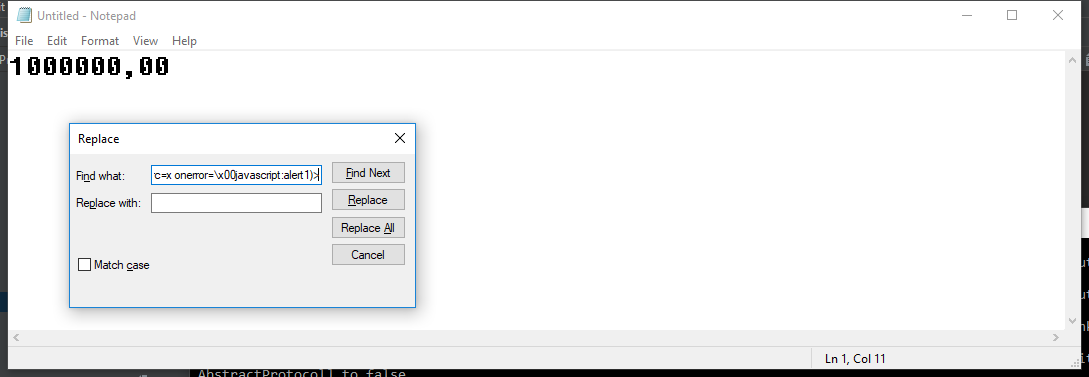 Untitled - Notepad
File Edit Format View Help
1000000,00
Replace
Find what: c=x onerror=\x00javascript:alert1)> Find Next
Replace with: Replace
Replace All
Cancel
Match case
Ln 1, Col 11
AbstractProtocol] to false